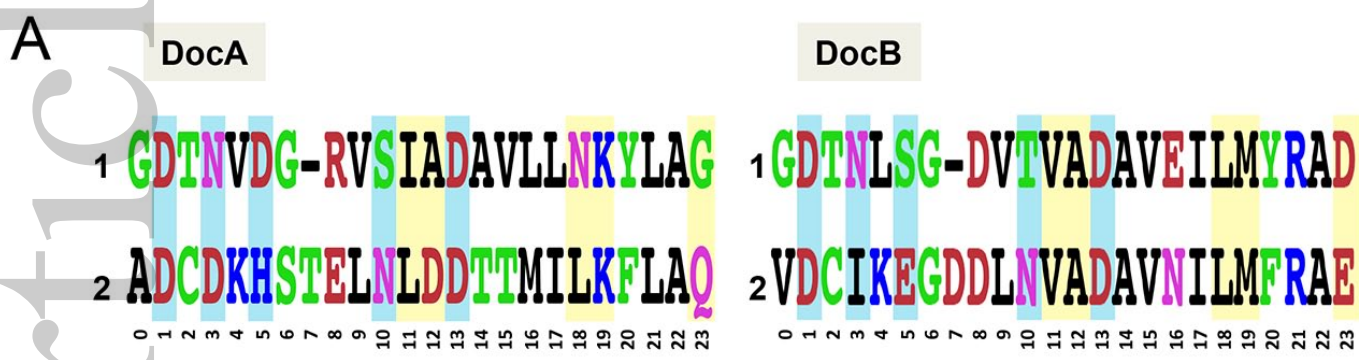 A
DocA
1 GDTNVDG-RVSIADAVLLNKYLAG
2 ADCDKHSTELNLDDTTMILKFLAQ
0 1 2 3 4 5 6 7 8 9 10 11 12 13 14 15 16 17 18 19 20 21 22 23
DocB
1 GDTNLSG-DVTVADAVEILMYRAD
2 VDCIKEGDDLNVADAVNILMFRAE
0 1 2 3 4 5 6 7 8 9 10 11 12 13 14 15 16 17 18 19 20 21 22 23